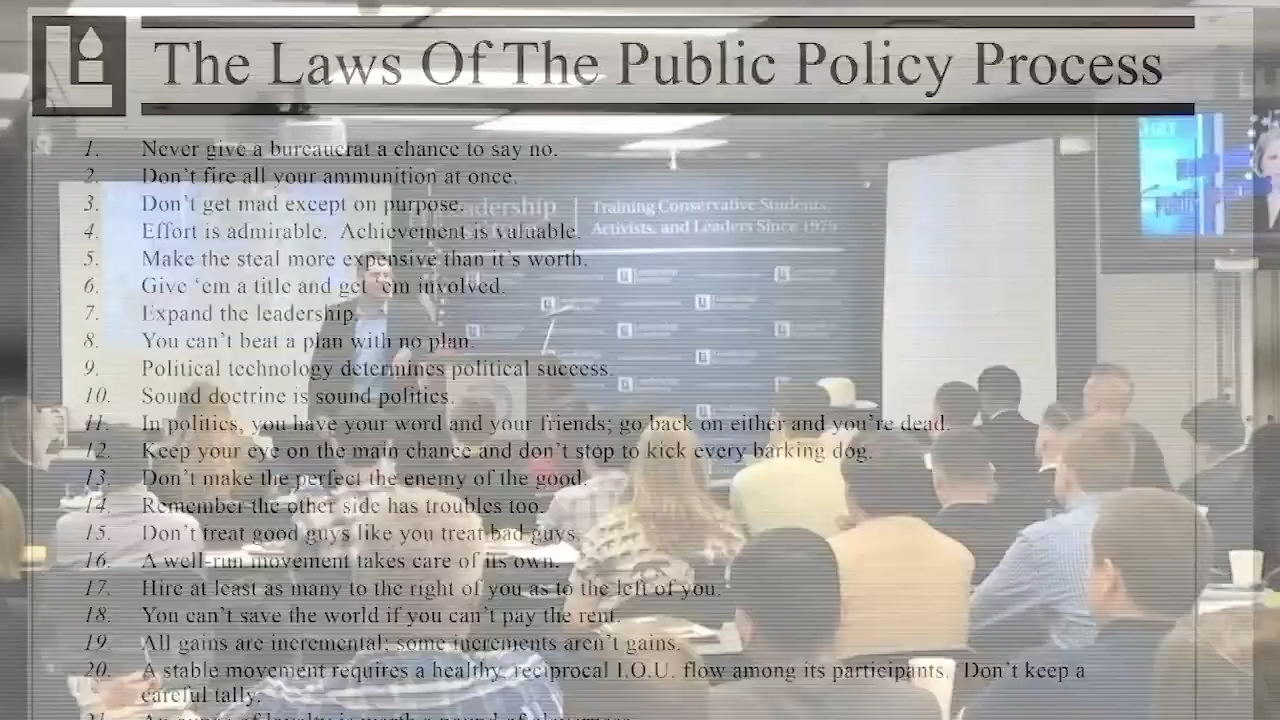 The Laws Of The Public Policy Process
1. Never give a bureaucrat a chance to say no.
2. Don't fire all your ammunition at once.
3. Don't get mad except on purpose.
4. Effort is admirable. Achievement is valuable.
5. Make the steal more expensive than it's worth.
6. Give 'em a title and get 'em involved.
7. Expand the leadership.
8. You can't beat a plan with no plan.
9. Political technology determines political success.
10. Sound doctrine is sound politics.
11. In politics, you have your word and your friends; go back on either and you're dead.
12. Keep your eye on the main chance and don't stop to kick every barking dog.
13. Don't make the perfect the enemy of the good.
14. Remember the other side has troubles too.
15. Don't treat good guys like you treat bad guys.
16. A well-run movement takes care of its own.
17. Hire at least as many to the right of you as to the left of you.
18. You can't save the world if you can't pay the rent.
19. All gains are incremental; some increments aren't gains.
20. A stable movement requires a healthy, reciprocal I.O.U. flow among its participants. Don't keep a
careful tally.
Training Conservative Students,
Activists, and Leaders Since 1979